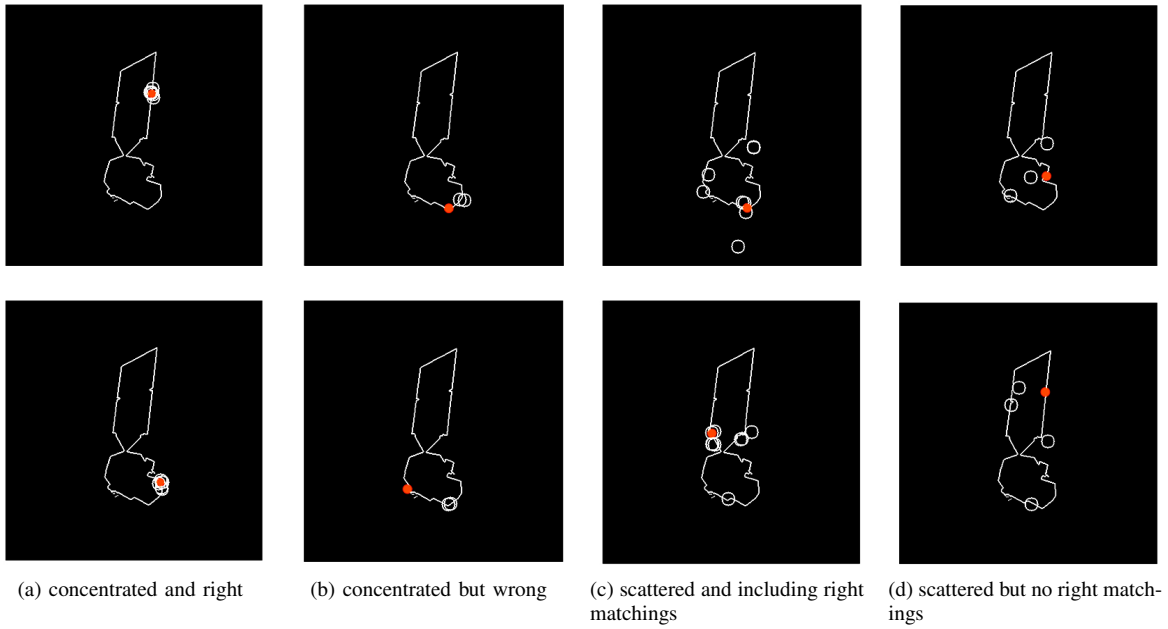 (a) concentrated and right
(b) concentrated but wrong
(c) scattered and including right
matchings
(d) scattered but no right match-
ings